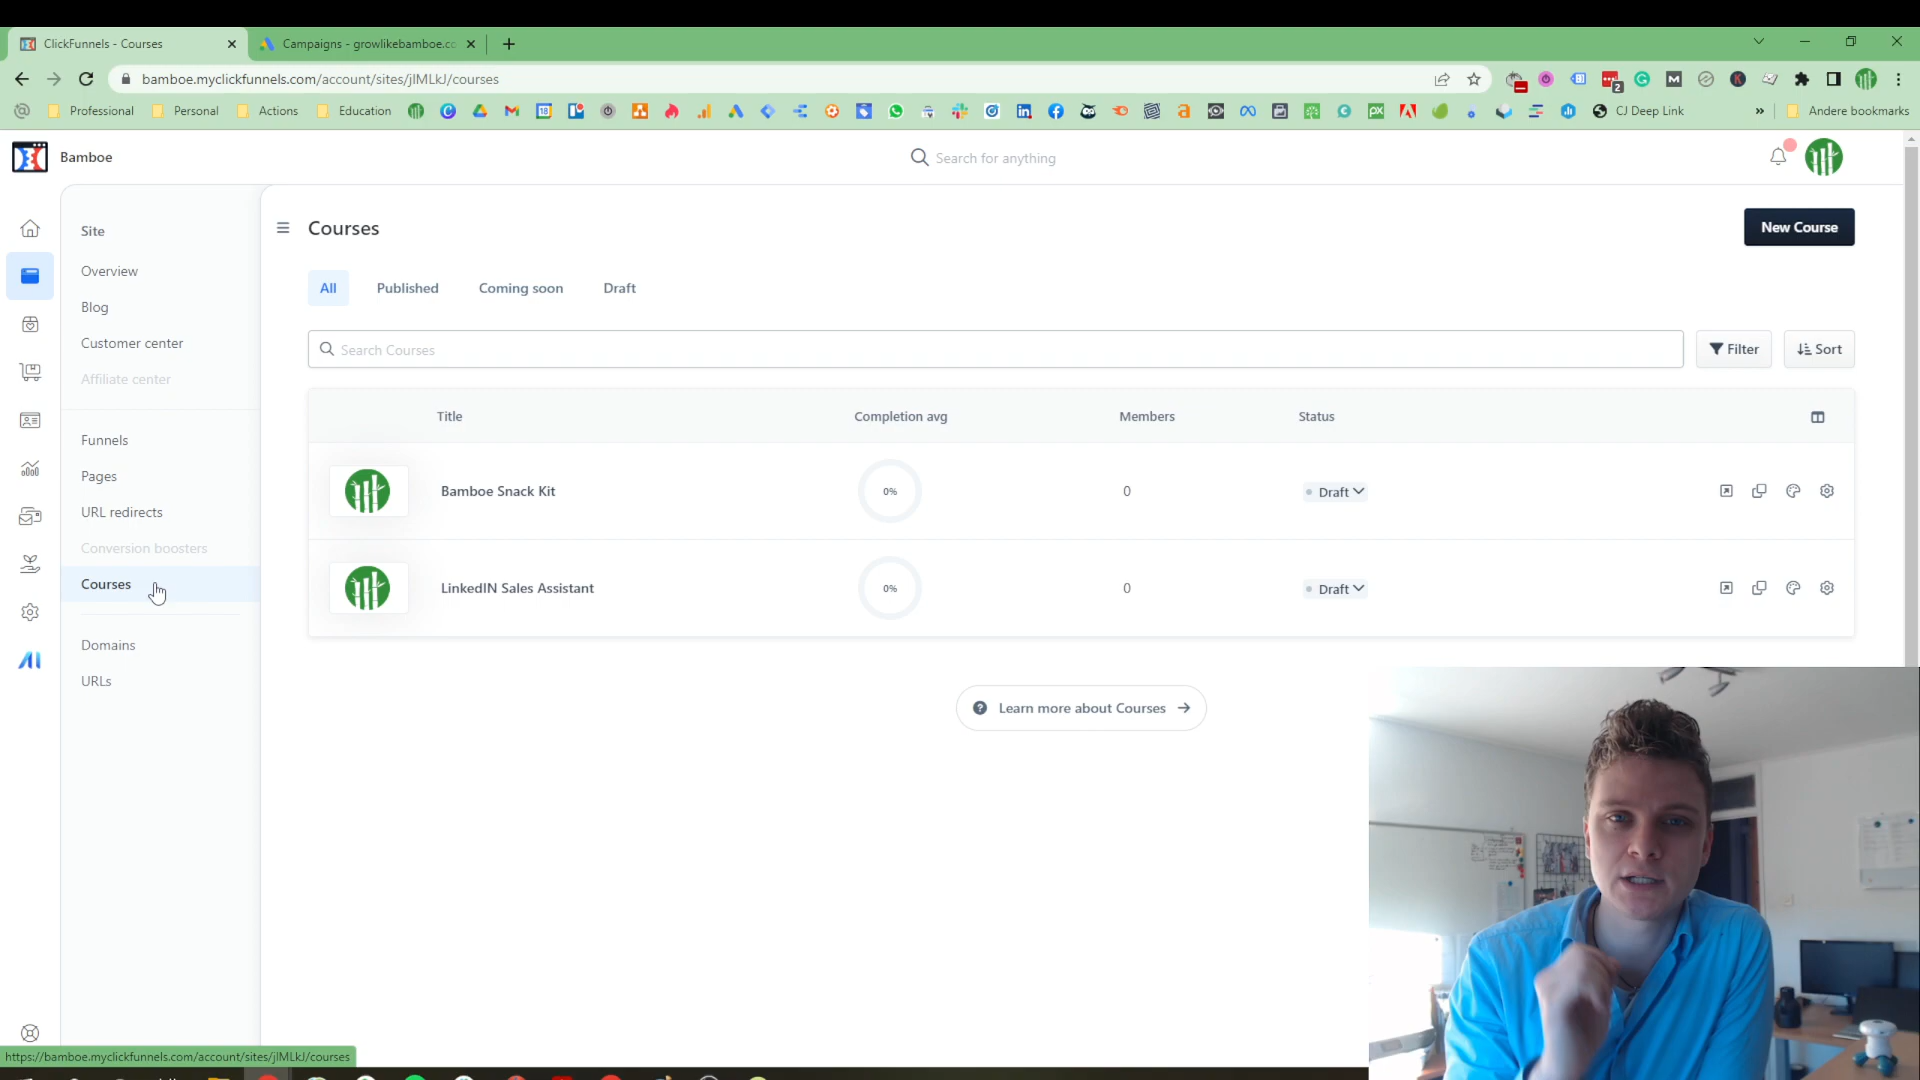 ClickFunnels - Courses
Campaigns - growlikebamboe.co
bamboe.myclickfunnels.com/account/sites/jIMLkJ/courses
2
Professional
Personal
Actions
Education
18
CJ Deep Link
»
Andere bookmarks
Bamboe
Search for anything
Site
Overview
Blog
Customer center
Affiliate center
Funnels
Pages
URL redirects
Conversion boosters
Courses
Domains
URLs
AI
Courses
New Course
All
Published
Coming soon
Draft
Search Courses
Filter
Sort
Title
Completion avg
Members
Status
Bamboe Snack Kit
0%
0
Draft
LinkedIN Sales Assistant
0%
0
Draft
Learn more about Courses
https://bamboe.myclickfunnels.com/account/sites/jIMLkJ/courses